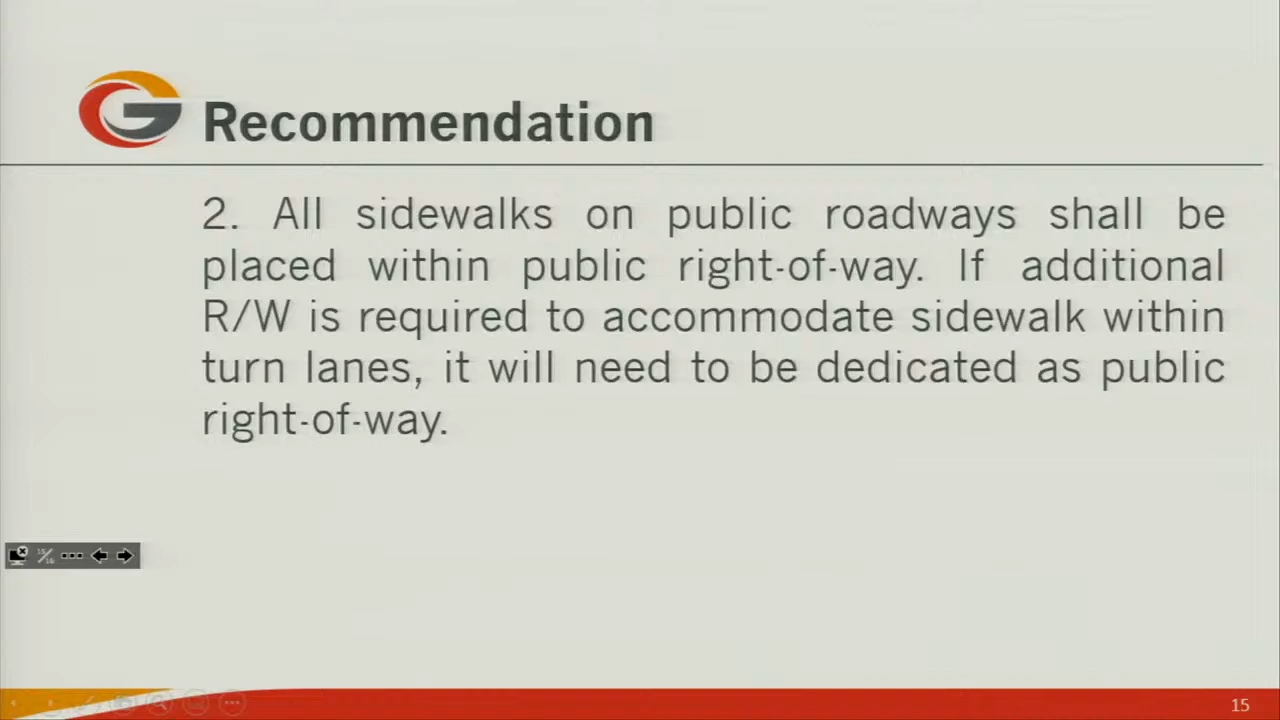 Recommendation
2. All sidewalks on public roadways shall be
placed within public right-of-way. If additional
R/W is required to accommodate sidewalk within
turn lanes, it will need to be dedicated as public
right-of-way.
15